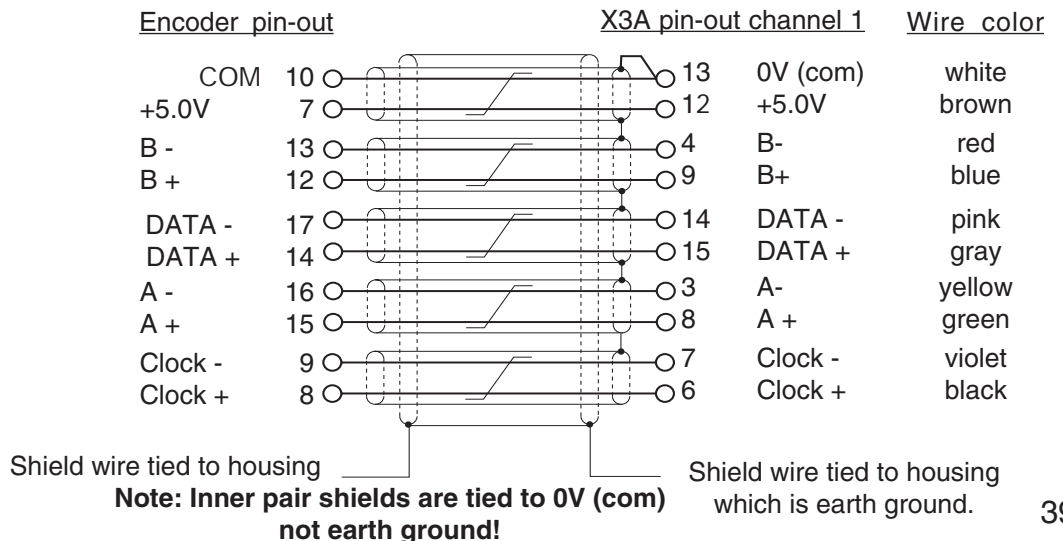 Encoder pin-out X3A pin-out channel 1 Wire color
COM 10 13 0V (com) white
+5.0V 7 12 +5.0V brown
B - 13 4 B- red
B + 12 9 B+ blue
DATA - 17 14 DATA - pink
DATA + 14 15 DATA + gray
A - 16 3 A- yellow
A + 15 8 A + green
Clock - 9 7 Clock - violet
Clock + 8 6 Clock + black
Shield wire tied to housing
Note: Inner pair shields are tied to 0V (com)
not earth ground!
Shield wire tied to housing
which is earth ground.
39